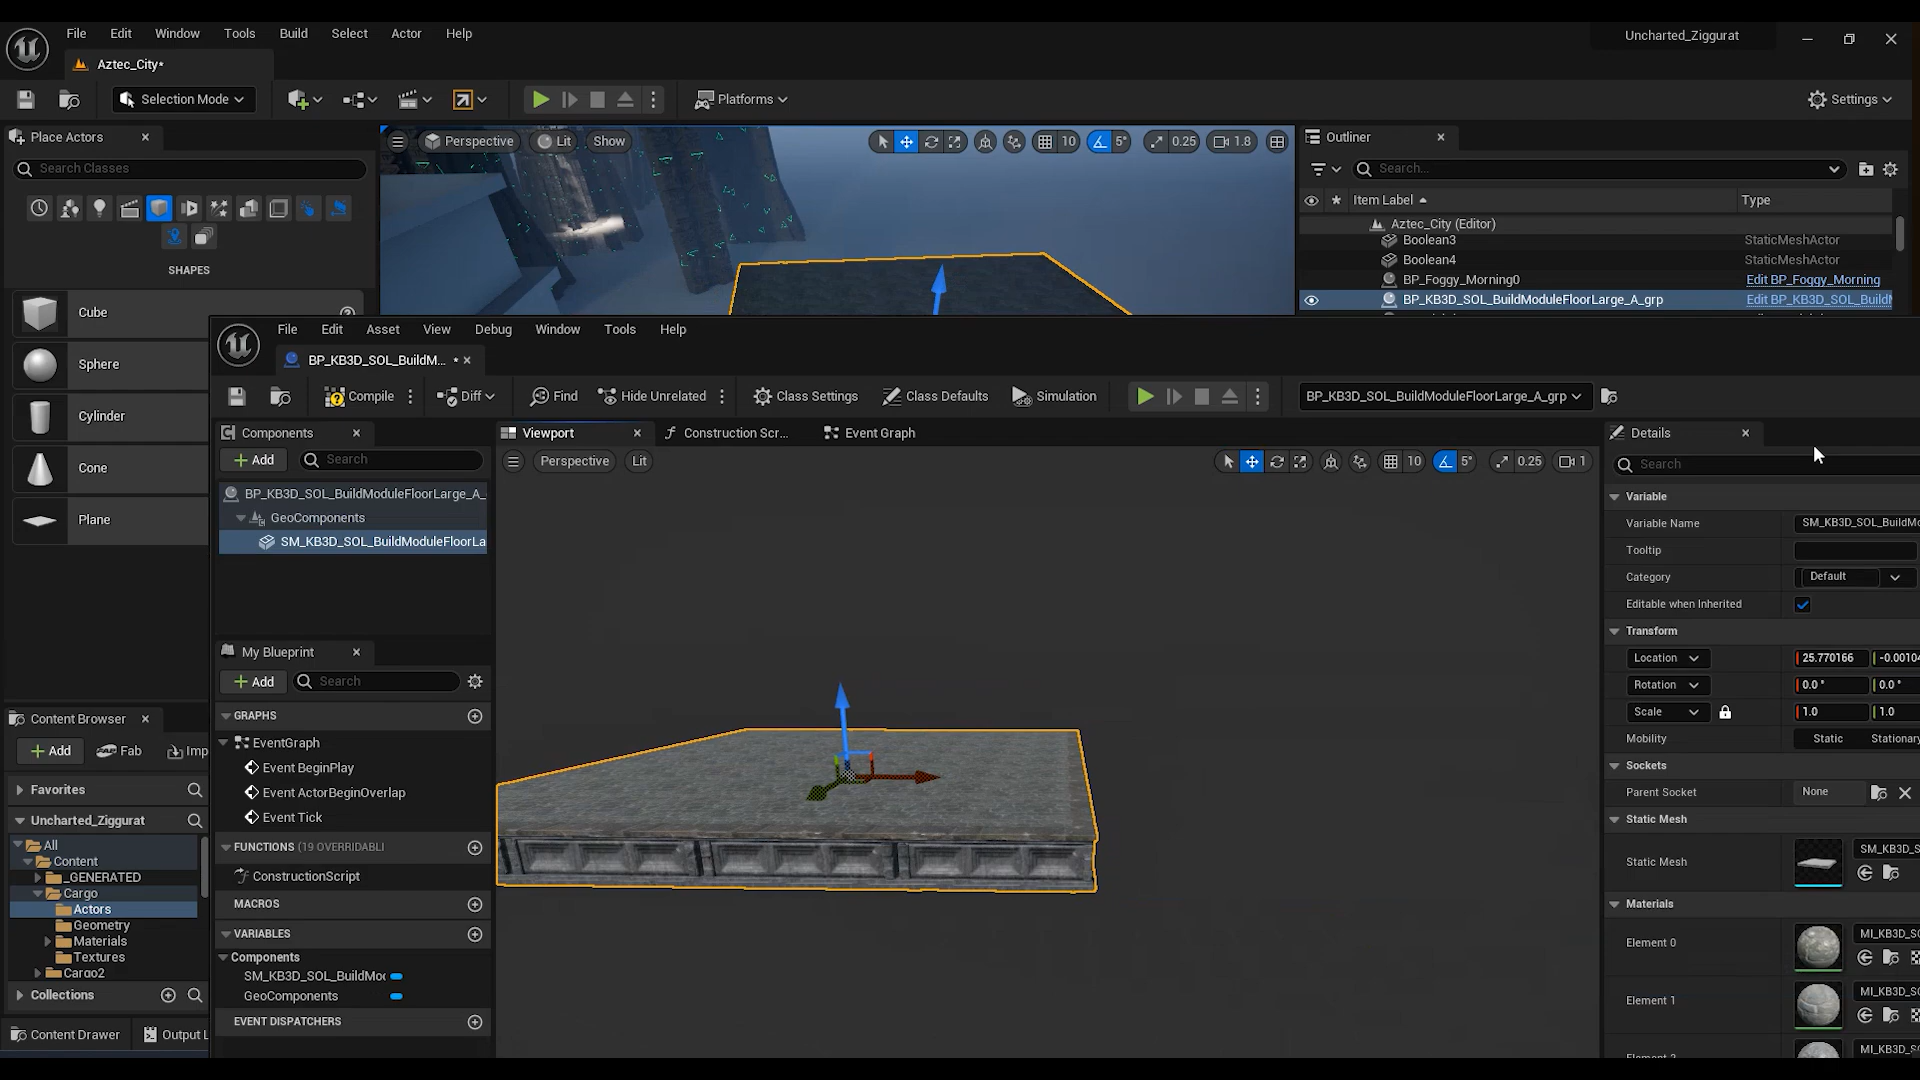 File Edit Window Tools Build Select Actor Help
Uncharted_Ziggurat
Aztec_City*
Selection Mode
Platforms
Settings
Place Actors
Perspective Lit Show
10 5° 0.25 1.8
Outliner
Search Classes
Search...
Item Label Type
Aztec_City (Editor)
Boolean3 StaticMeshActor
Boolean4 StaticMeshActor
BP_Foggy_Morning0 Edit BP_Foggy_Morning
BP_KB3D_SOL_BuildModuleFloorLarge_A_grp Edit BP_KB3D_SOL_Build
SHAPES
Cube
Sphere
Cylinder
Cone
Plane
File Edit Asset View Debug Window Tools Help
BP_KB3D_SOL_BuildM... *
Compile Diff Find Hide Unrelated Class Settings Class Defaults Simulation
BP_KB3D_SOL_BuildModuleFloorLarge_A_grp
Components
+ Add Search
BP_KB3D_SOL_BuildModuleFloorLarge_A_
GeoComponents
SM_KB3D_SOL_BuildModuleFloorLa
Viewport Construction Scr... Event Graph
Perspective Lit
10 5° 0.25 1
Details
Search
Variable
Variable Name SM_KB3D_SOL_BuildMo
Tooltip
Category Default
Editable when Inherited
Transform
Location 25.770166 -0.00104
Rotation 0.0° 0.0°
Scale 1.0 1.0
Mobility Static Stationary
Sockets
Parent Socket None
Static Mesh
Static Mesh SM_KB3D_S
Materials
Element 0 MI_KB3D_SO
Element 1 MI_KB3D_SO
Element 2 MI_KB3D_SO
My Blueprint
+ Add Search
GRAPHS
EventGraph
Event BeginPlay
Event ActorBeginOverlap
Event Tick
FUNCTIONS (19 OVERRIDABLI
ConstructionScript
MACROS
VARIABLES
Components
SM_KB3D_SOL_BuildMo
GeoComponents
EVENT DISPATCHERS
Content Browser
+ Add Fab Imp
Favorites
Uncharted_Ziggurat
All
Content
_GENERATED
Cargo
Actors
Geometry
Materials
Textures
Cargo2
Collections
Content Drawer Output L